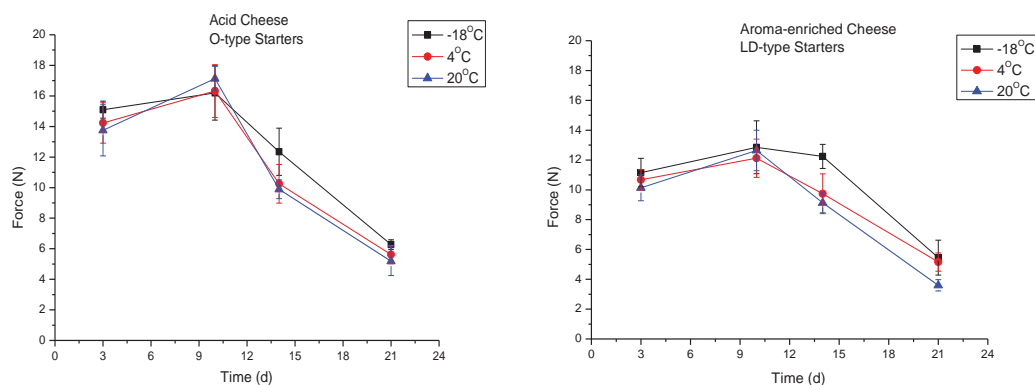 Acid Cheese
O-type Starters
-18°C
4°C
20°C
20
18
16
14
12
10
8
6
4
2
0
Force (N)
0 3 6 9 12 15 18 21 24
Time (d)
Aroma-enriched Cheese
LD-type Starters
-18°C
4°C
20°C
20
18
16
14
12
10
8
6
4
2
0
Force (N)
0 3 6 9 12 15 18 21 24
Time (d)